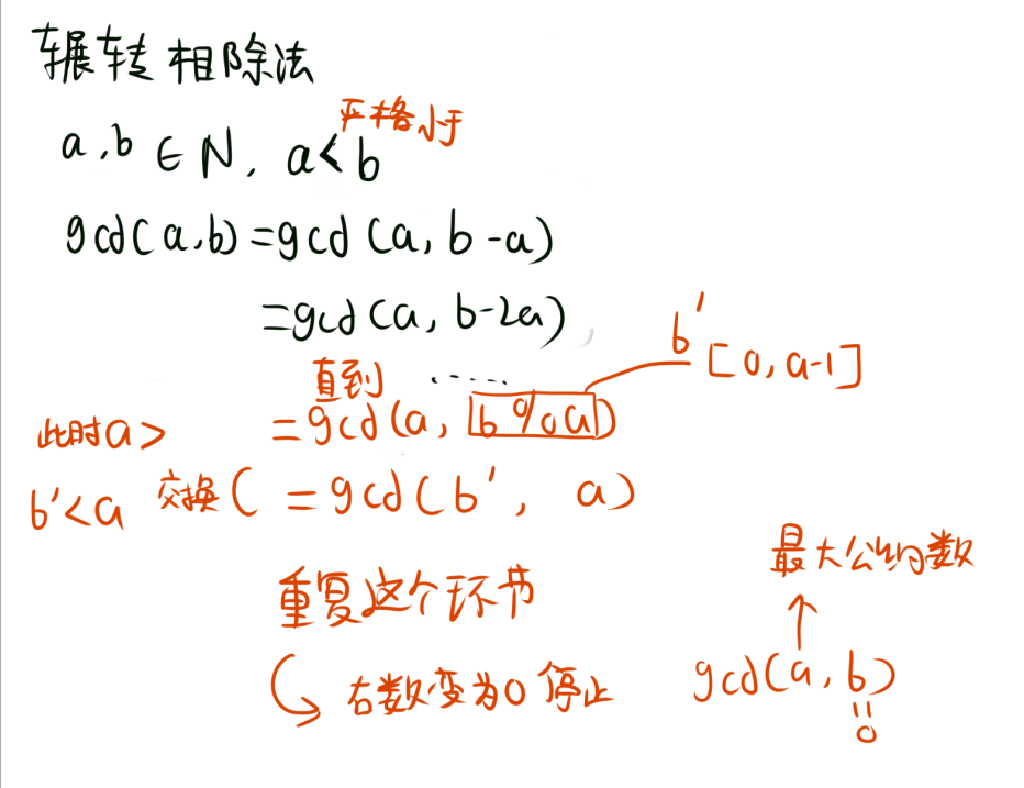 辗转相除法
严格小于
a,b ∈ N, a<b
gcd(a,b)=gcd(a, b-a)
=gcd(a, b-2a)
b' [0, a-1]
直到 .....
此时a> =gcd(a, b%a)
b'<a 交换( =gcd(b', a)
最大公约数
重复这个环节
↑
右数变为0停止 gcd(a,b)
=
0